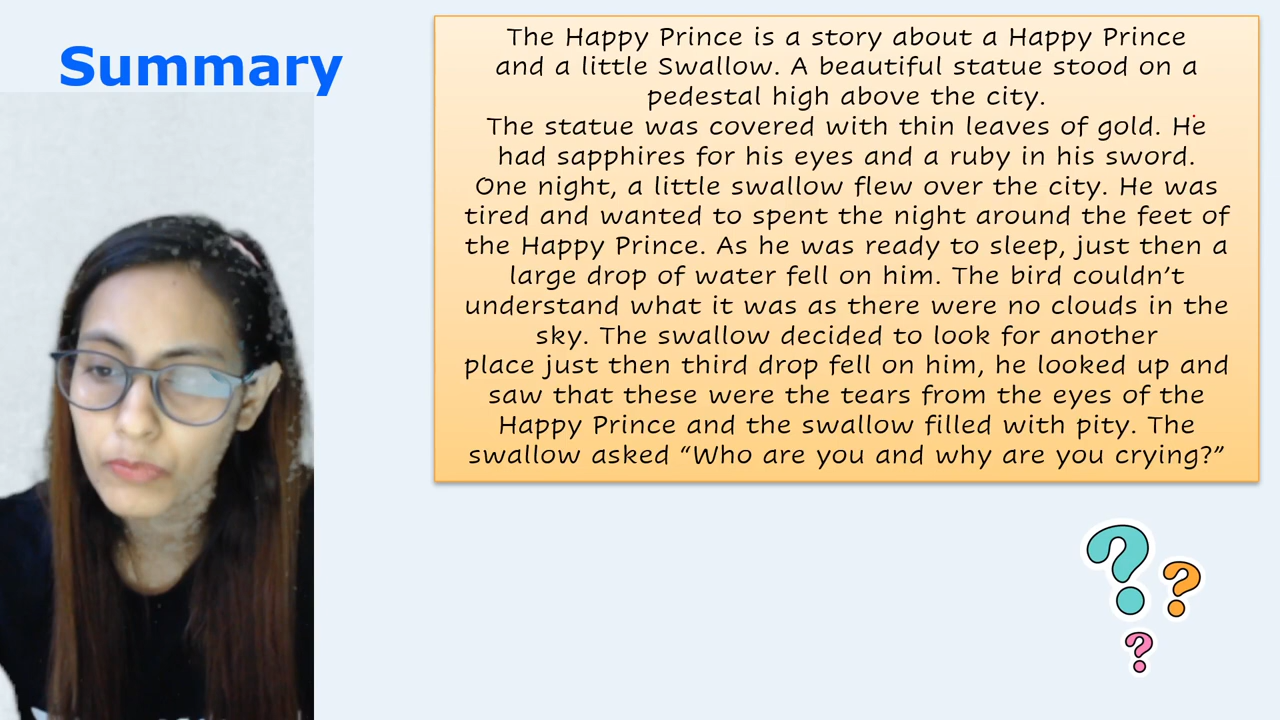 Summary
The Happy Prince is a story about a Happy Prince
and a little Swallow. A beautiful statue stood on a
pedestal high above the city.
The statue was covered with thin leaves of gold. He
had sapphires for his eyes and a ruby in his sword.
One night, a little swallow flew over the city. He was
tired and wanted to spent the night around the feet of
the Happy Prince. As he was ready to sleep, just then a
large drop of water fell on him. The bird couldn’t
understand what it was as there were no clouds in the
sky. The swallow decided to look for another
place just then third drop fell on him, he looked up and
saw that these were the tears from the eyes of the
Happy Prince and the swallow filled with pity. The
swallow asked “Who are you and why are you crying?”
? ?
?